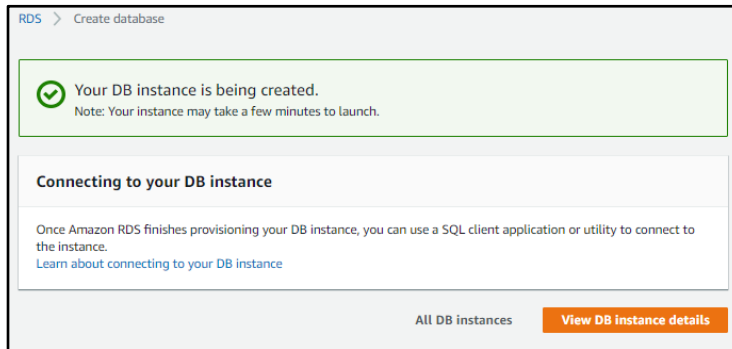 RDS > Create database
Your DB instance is being created.
Note: Your instance may take a few minutes to launch.
Connecting to your DB instance
Once Amazon RDS finishes provisioning your DB instance, you can use a SQL client application or utility to connect to
the instance.
Learn about connecting to your DB instance
All DB instances View DB instance details